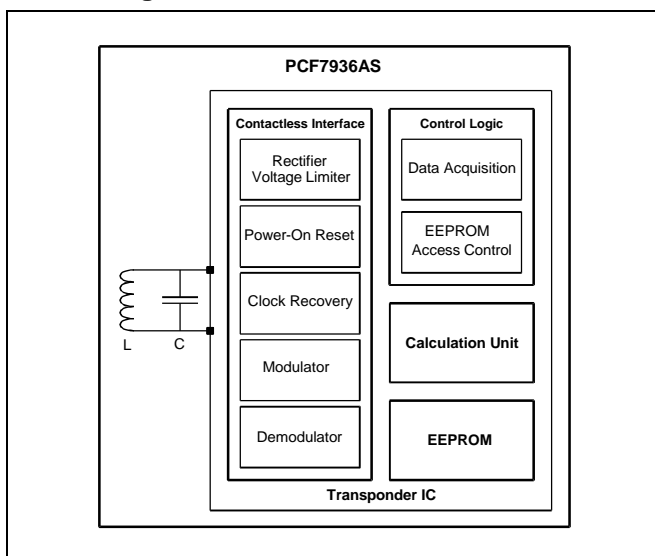 PCF7936AS
Contactless Interface
Rectifier
Voltage Limiter
Power-On Reset
Clock Recovery
Modulator
Demodulator
Control Logic
Data Acquisition
EEPROM
Access Control
Calculation Unit
EEPROM
L C
Transponder IC